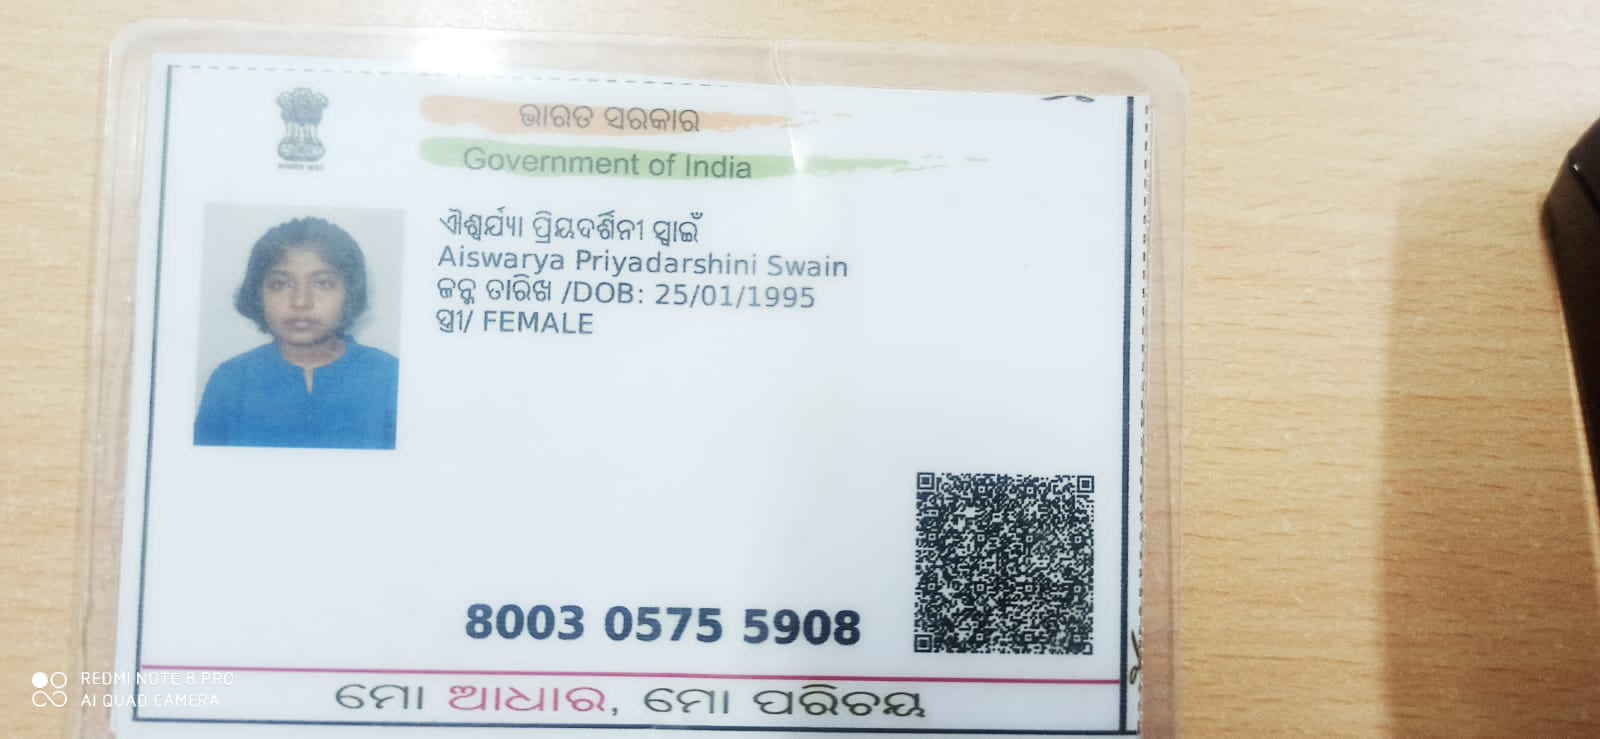 ଭାରତ ସରକାର
Government of India
ଐଶ୍ୱର୍ଯ୍ୟା ପ୍ରିୟଦର୍ଶିନୀ ସ୍ୱାଇଁ
Aiswarya Priyadarshini Swain
ଜନ୍ମ ତାରିଖ /DOB: 25/01/1995
ସ୍ତ୍ରୀ/ FEMALE
8003 0575 5908
ମୋ ଆଧାର, ମୋ ପରିଚୟ
REDMI NOTE 8 PRO
AI QUAD CAMERA